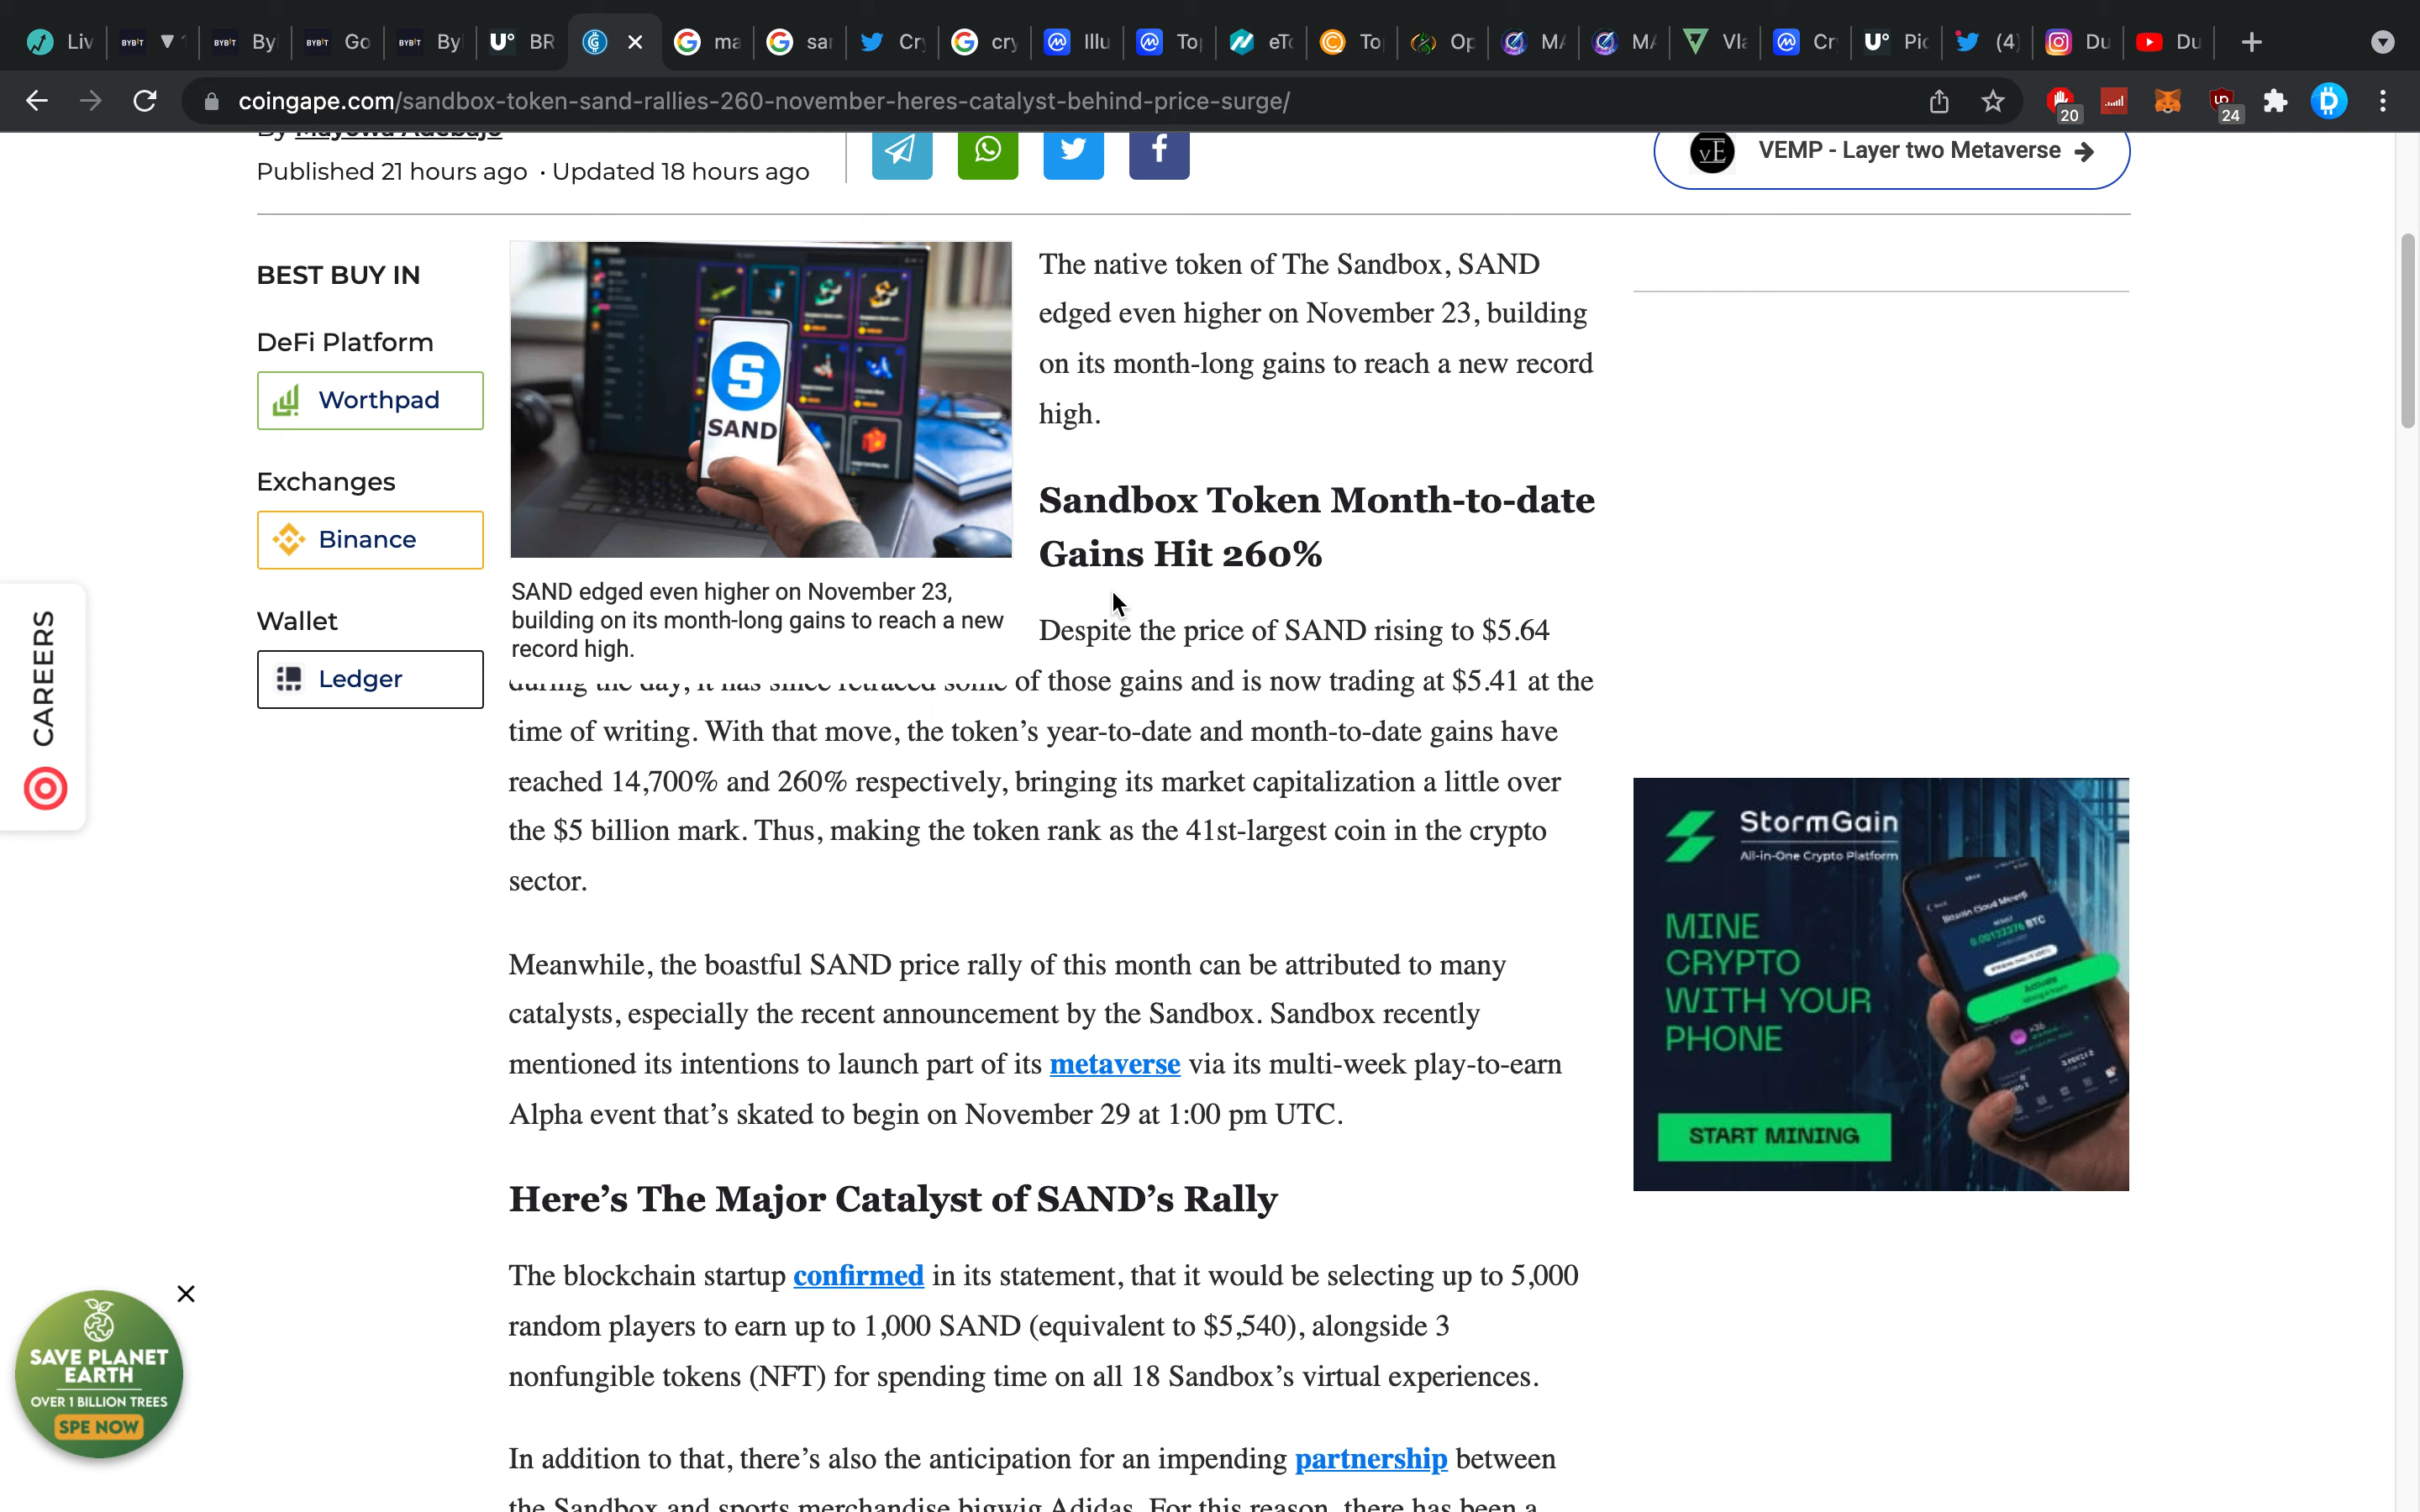 Liv
BYBIT
BYBIT By
BYBIT Go
BYBIT By
U° BR
ma
sai
Cr
cry
Illu
To
eTo
To
Op
MA
MA
Vla
Cr
U° Pic
(4)
Du
Du
coingape.com/sandbox-token-sand-rallies-260-november-heres-catalyst-behind-price-surge/
20
24
By Mayowa Adebajo
Published 21 hours ago • Updated 18 hours ago
VEMP - Layer two Metaverse
BEST BUY IN
DeFi Platform
Worthpad
Exchanges
Binance
Wallet
Ledger
CAREERS
SAND
SAND edged even higher on November 23,
building on its month-long gains to reach a new
record high.
The native token of The Sandbox, SAND
edged even higher on November 23, building
on its month-long gains to reach a new record
high.
Sandbox Token Month-to-date
Gains Hit 260%
Despite the price of SAND rising to $5.64
during the day, it has since retraced some of those gains and is now trading at $5.41 at the
time of writing. With that move, the token’s year-to-date and month-to-date gains have
reached 14,700% and 260% respectively, bringing its market capitalization a little over
the $5 billion mark. Thus, making the token rank as the 41st-largest coin in the crypto
sector.
Meanwhile, the boastful SAND price rally of this month can be attributed to many
catalysts, especially the recent announcement by the Sandbox. Sandbox recently
mentioned its intentions to launch part of its metaverse via its multi-week play-to-earn
Alpha event that’s skated to begin on November 29 at 1:00 pm UTC.
Here’s The Major Catalyst of SAND’s Rally
The blockchain startup confirmed in its statement, that it would be selecting up to 5,000
random players to earn up to 1,000 SAND (equivalent to $5,540), alongside 3
nonfungible tokens (NFT) for spending time on all 18 Sandbox’s virtual experiences.
In addition to that, there’s also the anticipation for an impending partnership between
the Sandbox and sports merchandise bigwig Adidas. For this reason, there has been a
StormGain
All-in-One Crypto Platform
MINE
CRYPTO
WITH YOUR
PHONE
START MINING
Bitcoin Cloud Miner
SAVE PLANET
EARTH
OVER 1 BILLION TREES
SPE NOW